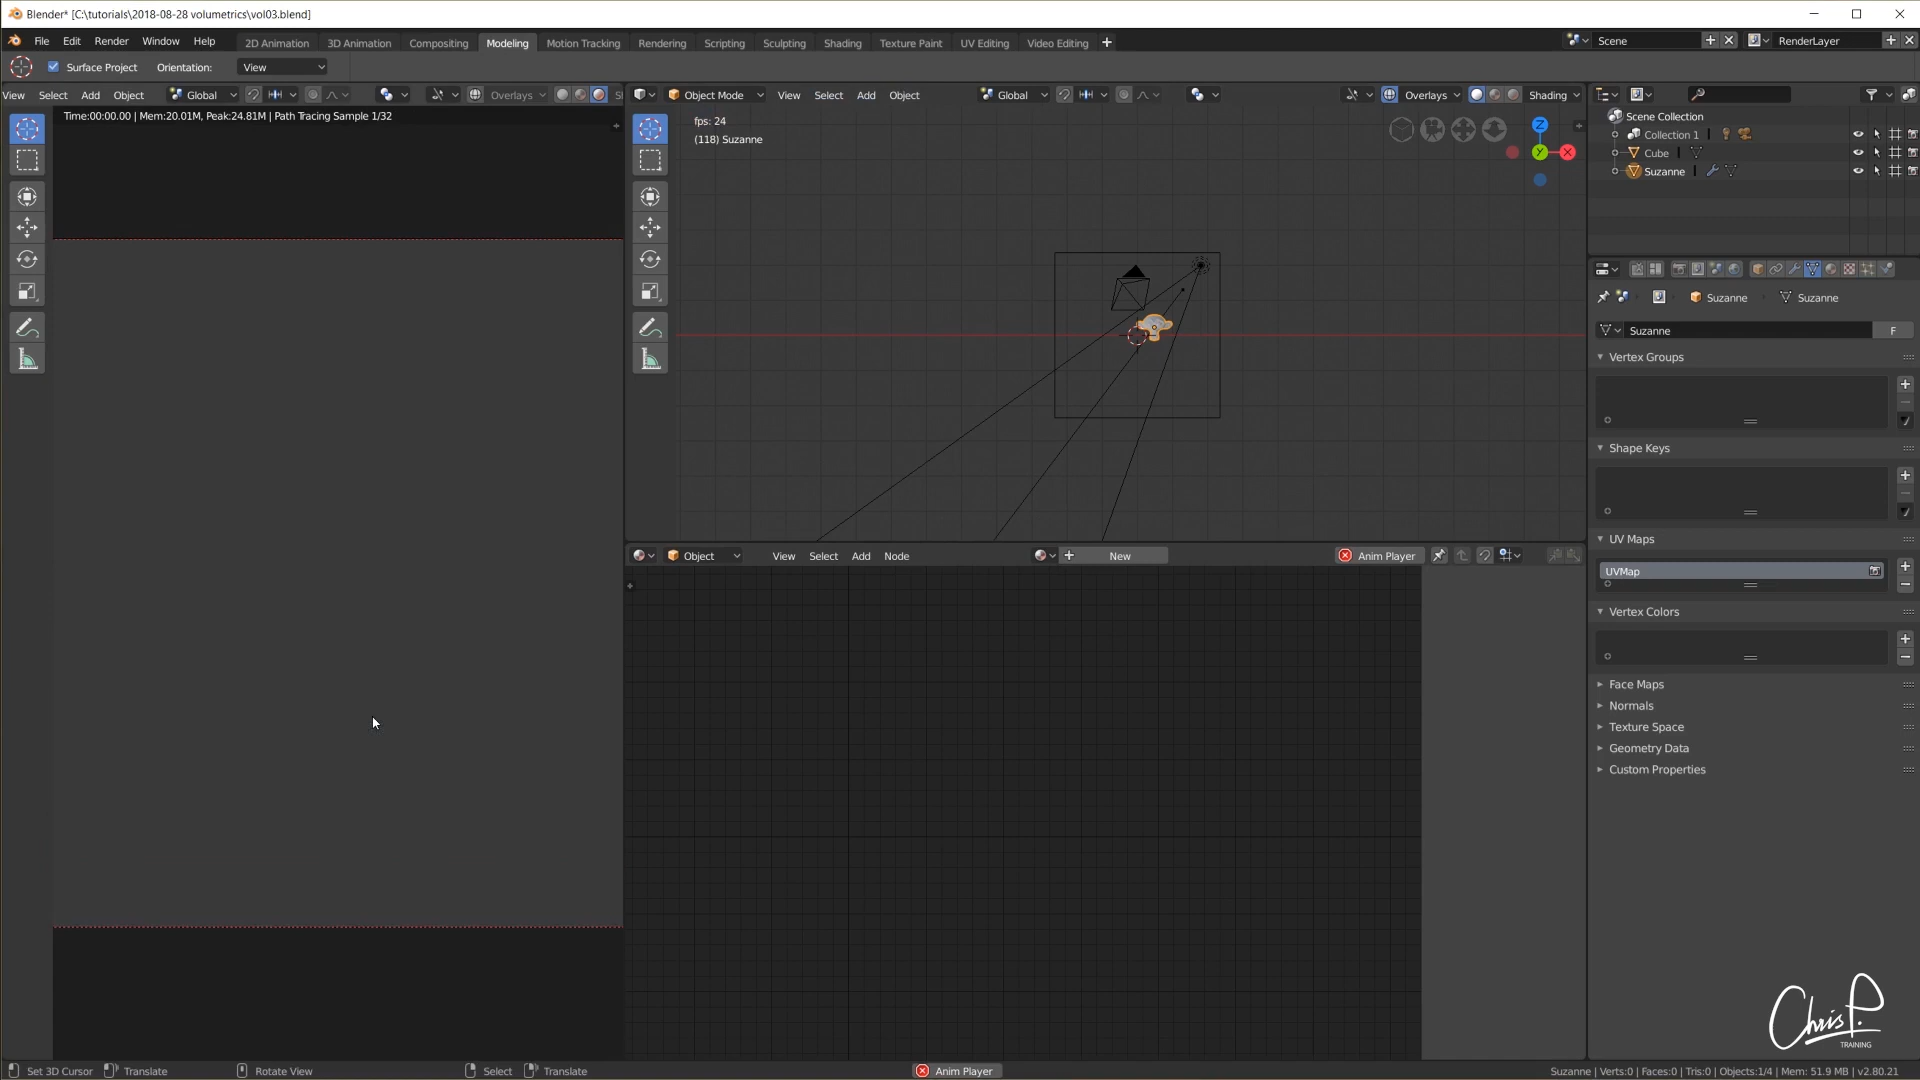 Blender* [C:\tutorials\2018-08-28 volumetrics\vol03.blend]
File Edit Render Window Help 2D Animation 3D Animation Compositing Modeling Motion Tracking Rendering Scripting Sculpting Shading Texture Paint UV Editing Video Editing Scene RenderLayer
Surface Project Orientation: View
View Select Add Object Global Overlays
Object Mode View Select Add Object Global Overlays Shading
Time:00:00.00 | Mem:20.01M, Peak:24.81M | Path Tracing Sample 1/32
fps: 24
(118) Suzanne
Z
Y
X
Scene Collection
Collection 1
Cube
Suzanne
Suzanne Suzanne
Suzanne F
Vertex Groups
Shape Keys
UV Maps
UVMap
Vertex Colors
Face Maps
Normals
Texture Space
Geometry Data
Custom Properties
Object View Select Add Node New Anim Player
Chris P.
TRAINING
Set 3D Cursor Translate Rotate View Select Translate Anim Player Suzanne | Verts:0 | Faces:0 | Tris:0 | Objects:1/4 | Mem: 51.9 MB | v2.80.21